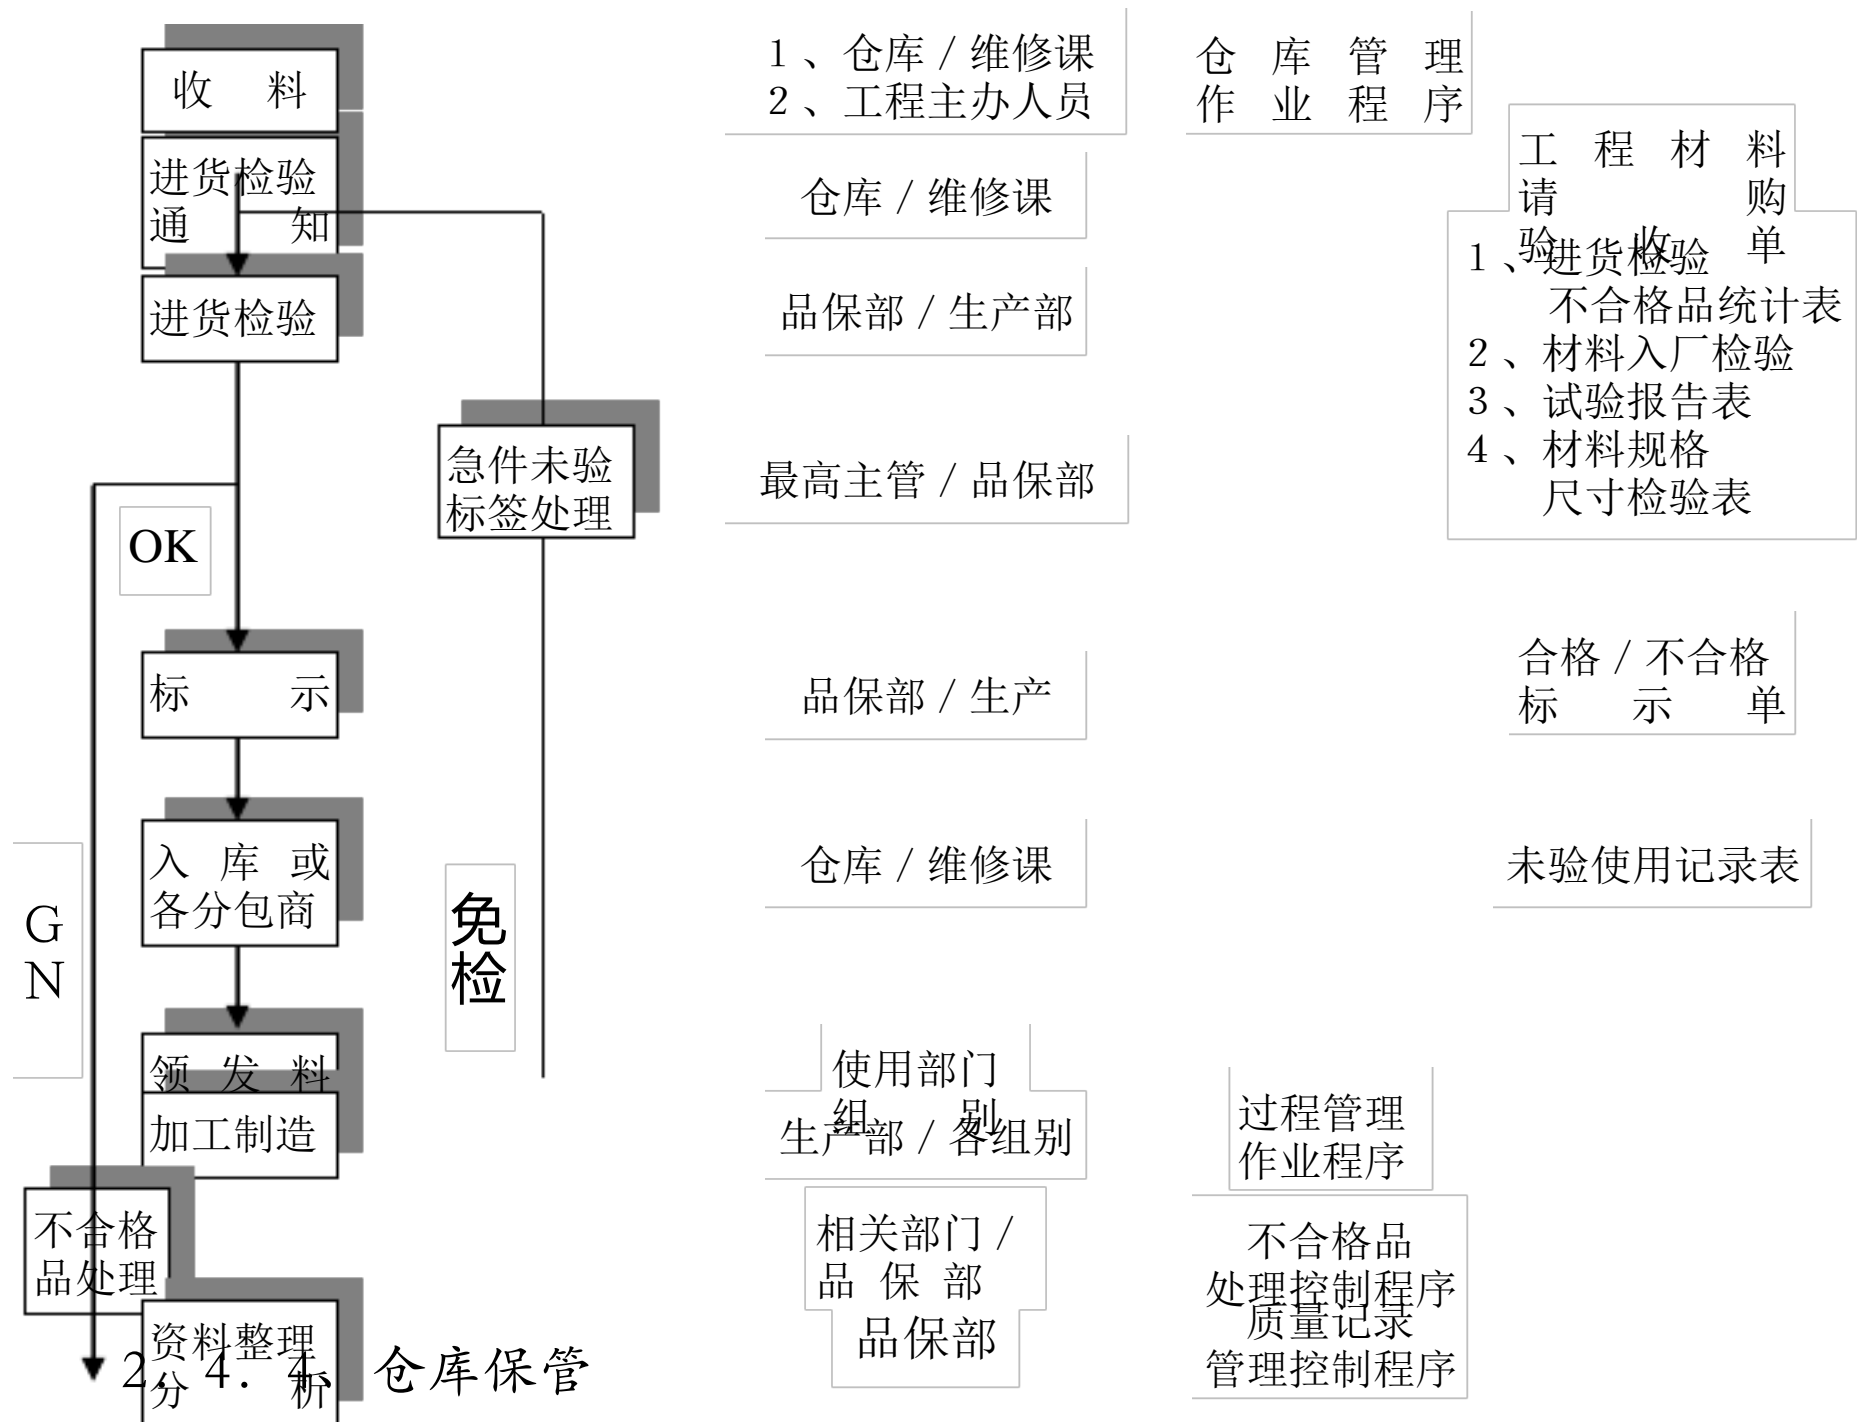 收 料
1、仓库/维修课
2、工程主办人员
仓 库 管 理
作 业 程 序
进货检验
通 知
仓库/维修课
工 程 材 料
请 购
验 收 单
进货检验
品保部/生产部
1、进货检验
不合格品统计表
2、材料入厂检验
3、试验报告表
4、材料规格
尺寸检验表
急件未验
标签处理
最高主管/品保部
OK
标 示
品保部/生产
合格/不合格
标 示 单
入 库 或
各分包商
仓库/维修课
未验使用记录表
G
N
免
检
领 发 料
使用部门
组 别
加工制造
生产部/各组别
过程管理
作业程序
不合格
品处理
相关部门/
品 保 部
不合格品
处理控制程序
资料整理
分 析
品保部
质量记录
管理控制程序
2．4．4、仓库保管